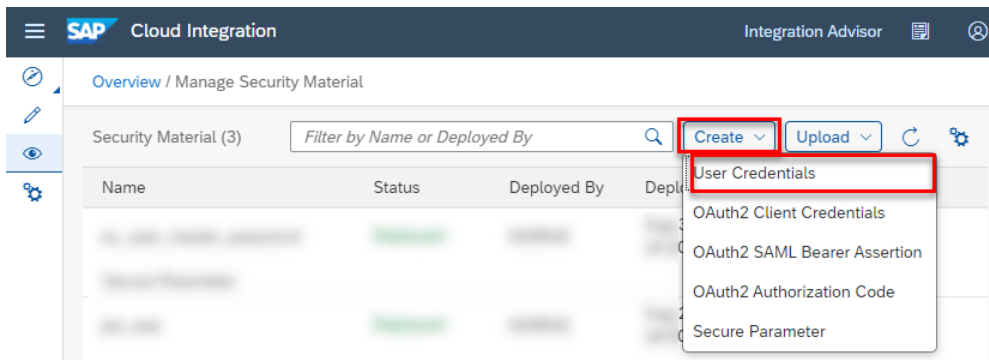 SAP Cloud Integration Integration Advisor
Overview / Manage Security Material
Security Material (3) Filter by Name or Deployed By Create Upload
Name Status Deployed By Deplo
User Credentials
OAuth2 Client Credentials
OAuth2 SAML Bearer Assertion
OAuth2 Authorization Code
Secure Parameter